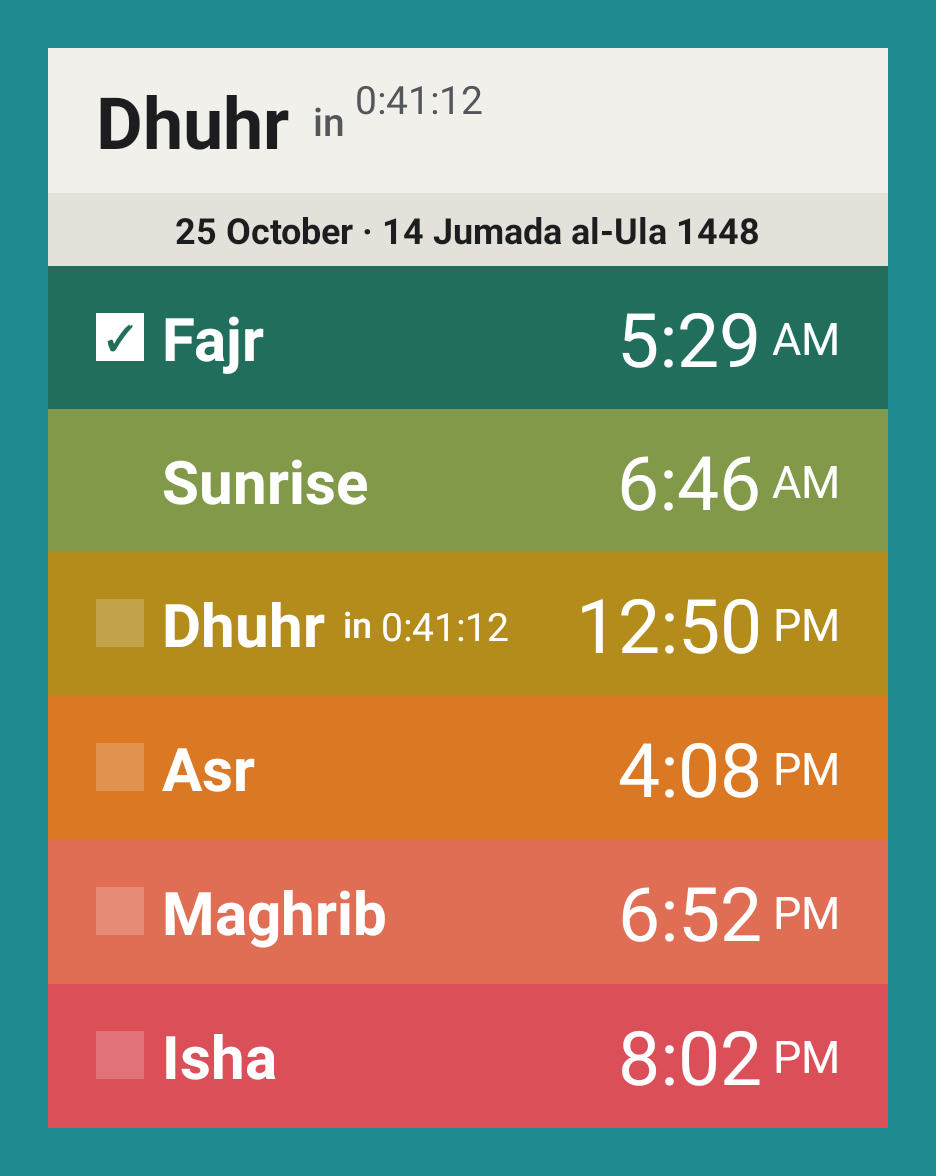 Dhuhr in 0:41:12
25 October · 14 Jumada al-Ula 1448
✓ Fajr 5:29 AM
Sunrise 6:46 AM
Dhuhr in 0:41:12 12:50 PM
Asr 4:08 PM
Maghrib 6:52 PM
Isha 8:02 PM